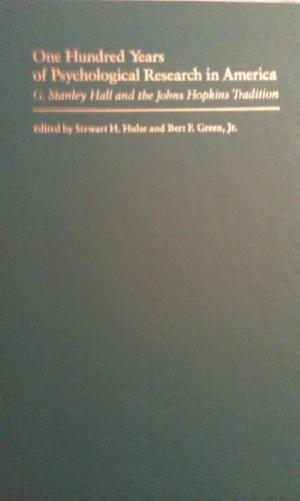 One Hundred Years
of Psychological Research in America
G. Stanley Hall and the Johns Hopkins Tradition
edited by Stewart H. Hulse and Bert F. Green, Jr.